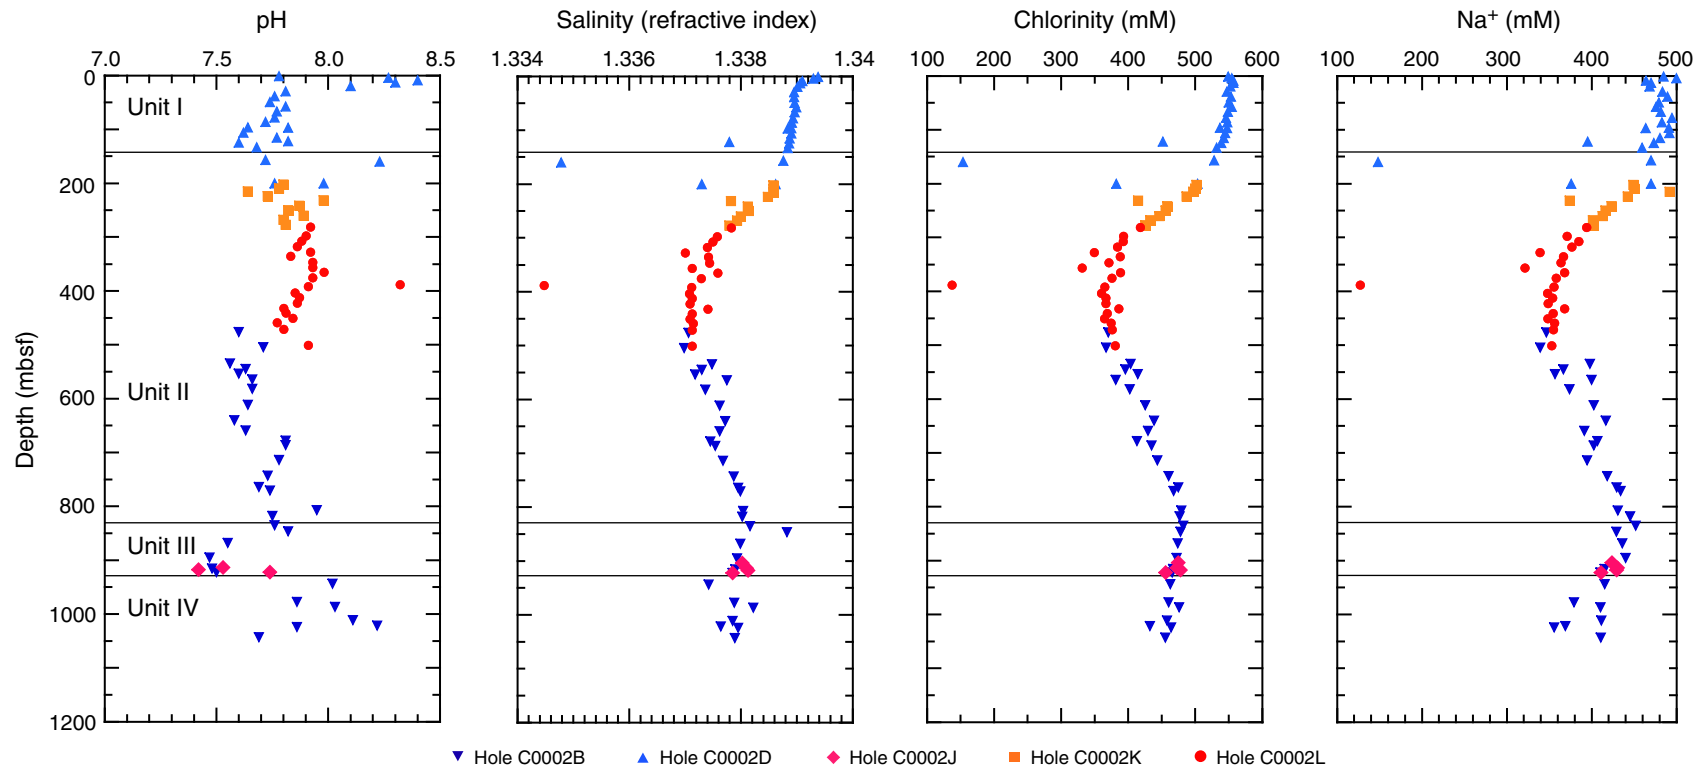 pH Salinity (refractive index) Chlorinity (mM) Na⁺ (mM)
7.0 7.5 8.0 8.5 1.334 1.336 1.338 1.34 100 200 300 400 500 600 100 200 300 400 500
0
Unit I
200
400
Unit II
600
800
Unit III
1000
Unit IV
1200
Depth (mbsf)
Hole C0002B Hole C0002D Hole C0002J Hole C0002K Hole C0002L